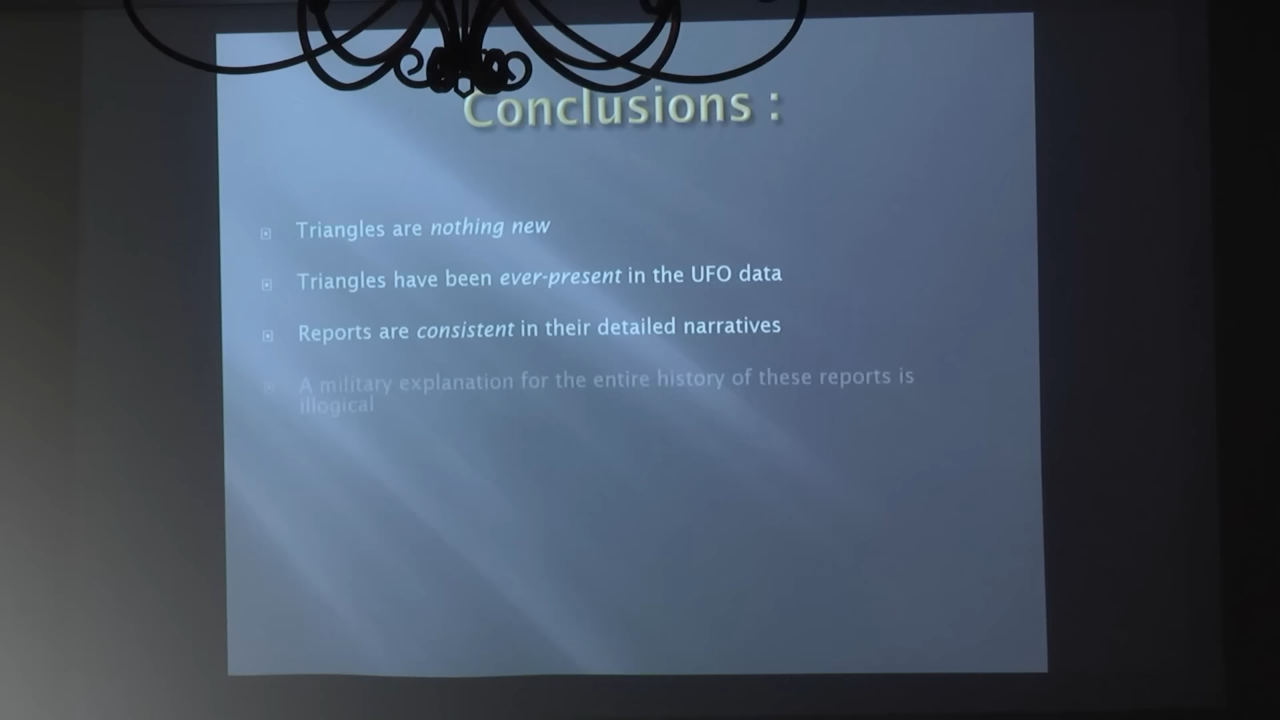 Conclusions :
Triangles are nothing new
Triangles have been ever-present in the UFO data
Reports are consistent in their detailed narratives
A military explanation for the entire history of these reports is
illogical